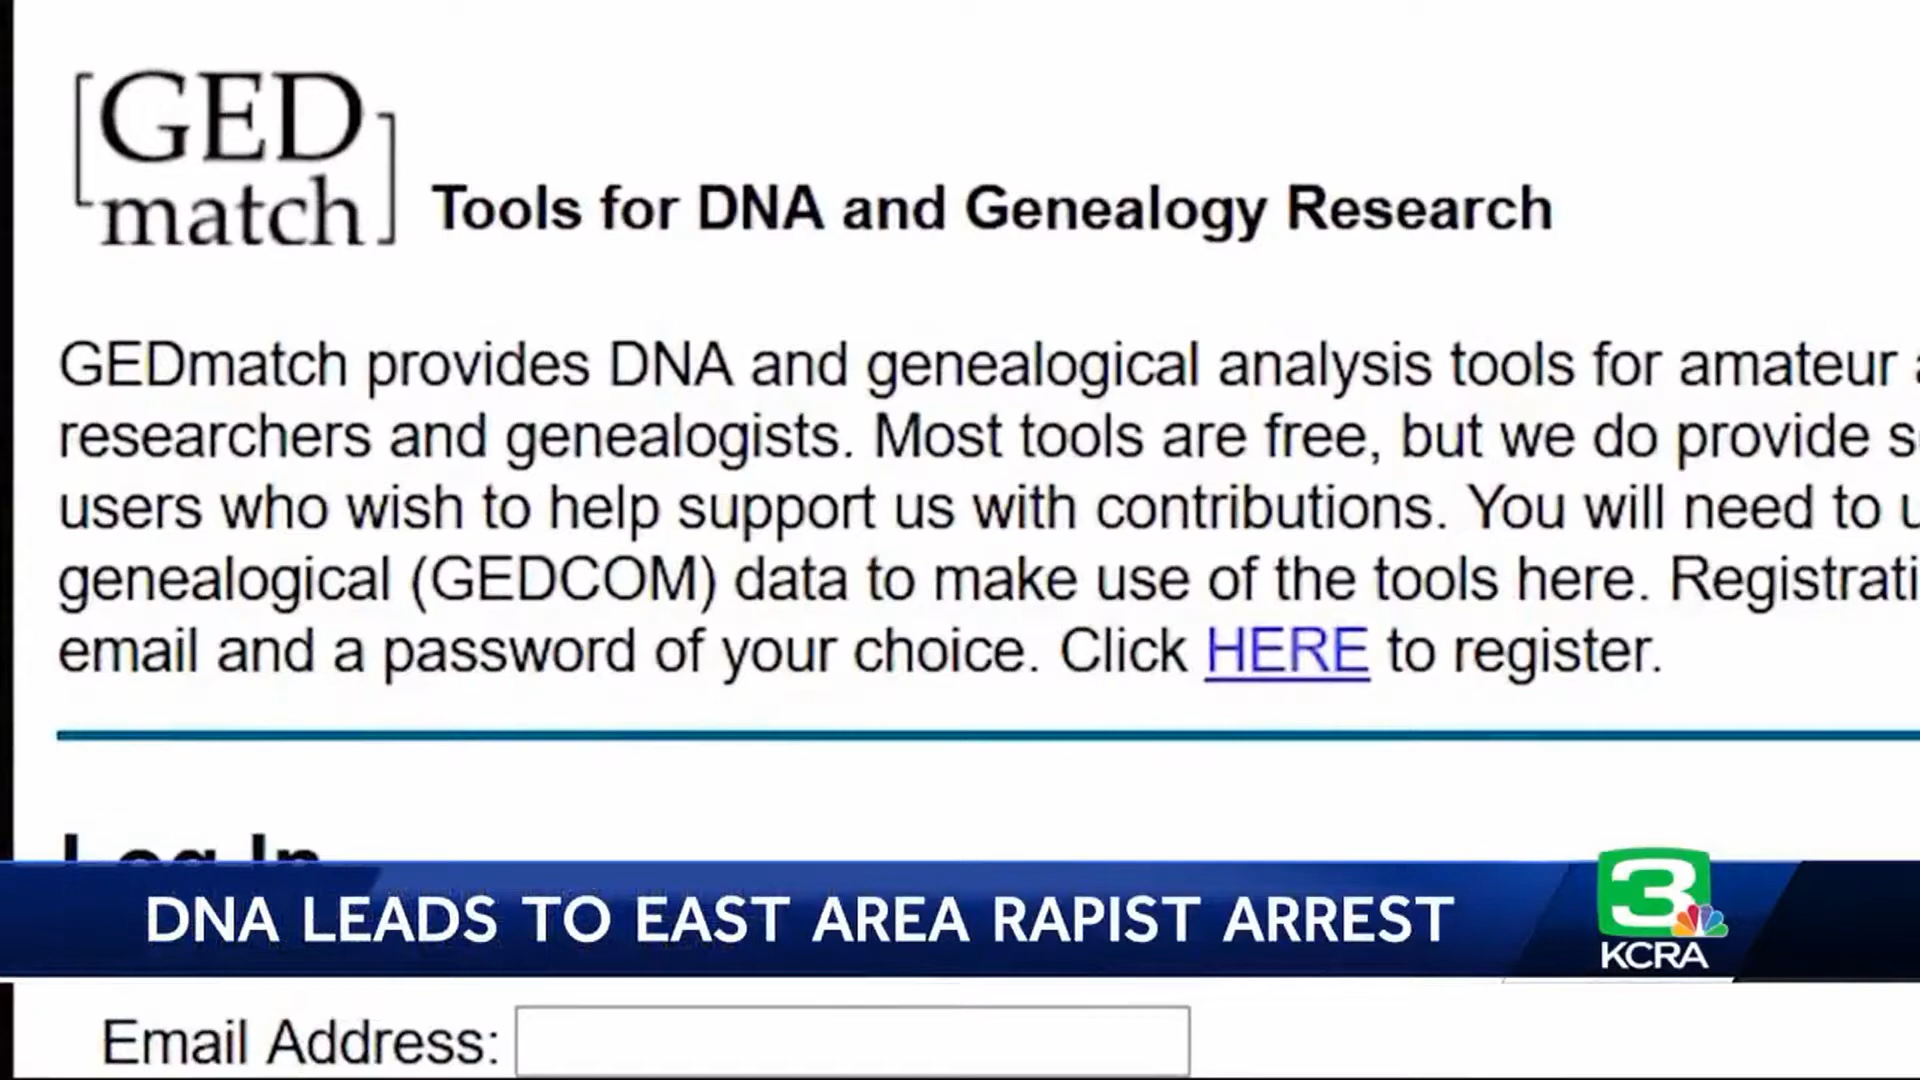 [GED
match]
Tools for DNA and Genealogy Research
GEDmatch provides DNA and genealogical analysis tools for amateur
researchers and genealogists. Most tools are free, but we do provide
users who wish to help support us with contributions. You will need to
genealogical (GEDCOM) data to make use of the tools here.
email and a password of your choice. Click HERE to register.
Log In
DNA LEADS TO EAST AREA RAPIST ARREST
3
KCRA
Email Address: